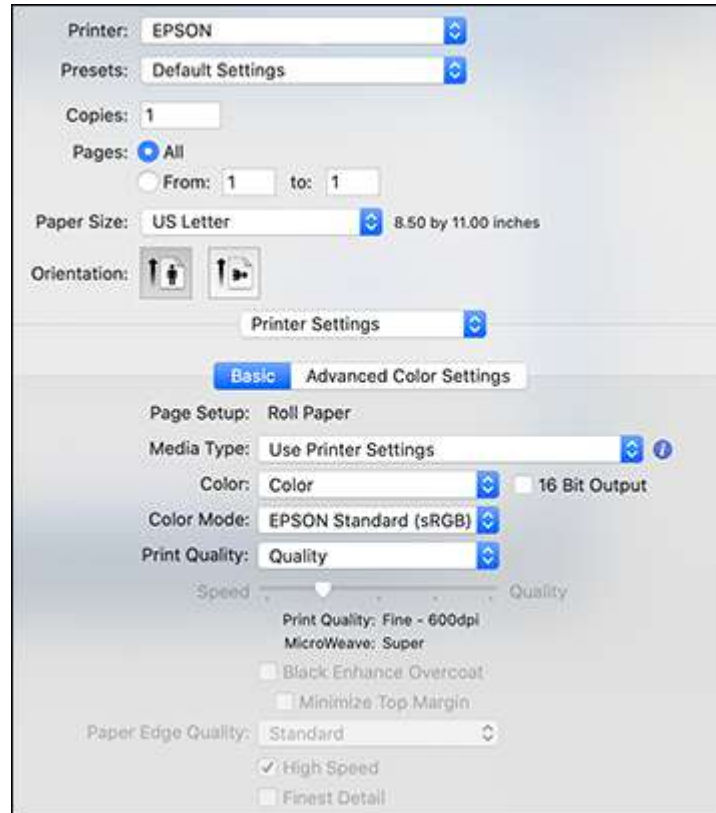 Printer: EPSON
Presets: Default Settings
Copies: 1
Pages: All
From: 1 to: 1
Paper Size: US Letter 8.50 by 11.00 inches
Orientation:
Printer Settings
Basic Advanced Color Settings
Page Setup: Roll Paper
Media Type: Use Printer Settings
Color: Color 16 Bit Output
Color Mode: EPSON Standard (sRGB)
Print Quality: Quality
Speed Quality
Print Quality: Fine - 600dpi
MicroWeave: Super
Black Enhance Overcoat
Minimize Top Margin
Paper Edge Quality: Standard
High Speed
Finest Detail